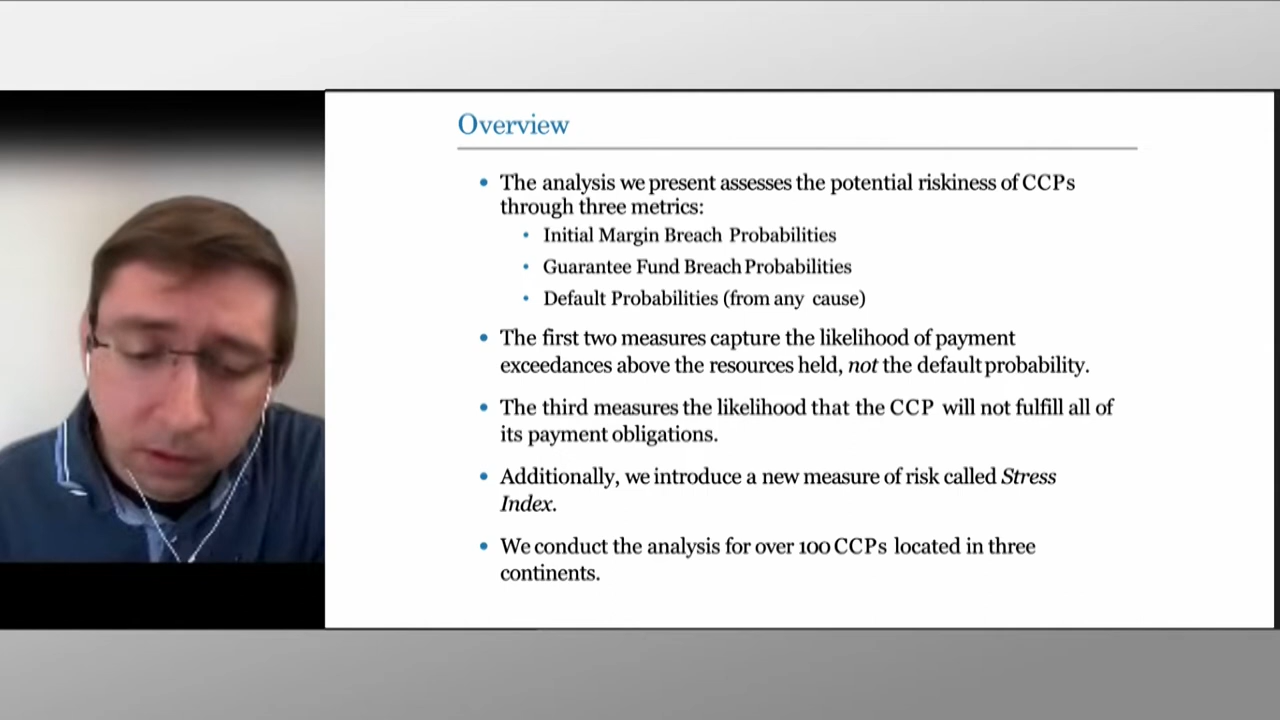 Overview
• The analysis we present assesses the potential riskiness of CCPs
through three metrics:
• Initial Margin Breach Probabilities
• Guarantee Fund Breach Probabilities
• Default Probabilities (from any cause)
• The first two measures capture the likelihood of payment
exceedances above the resources held, not the default probability.
• The third measures the likelihood that the CCP will not fulfill all of
its payment obligations.
• Additionally, we introduce a new measure of risk called Stress
Index.
• We conduct the analysis for over 100 CCPs located in three
continents.